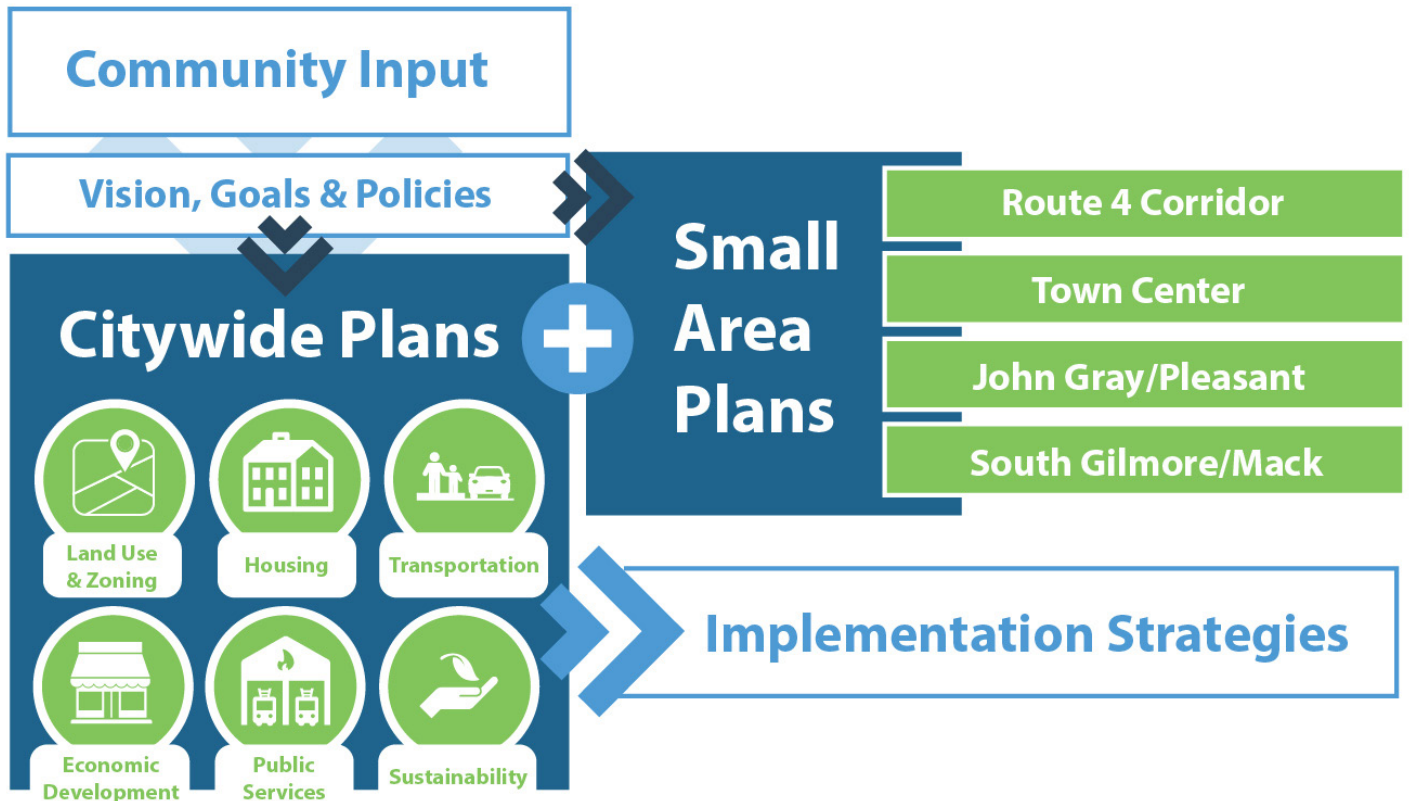 Community Input
Vision, Goals & Policies
Citywide Plans
Land Use
& Zoning
Housing
Transportation
Economic
Development
Public
Services
Sustainability
+
Small
Area
Plans
Route 4 Corridor
Town Center
John Gray/Pleasant
South Gilmore/Mack
Implementation Strategies